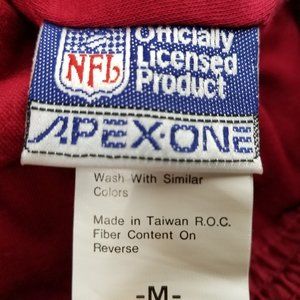 NFL
Officially
Licensed
Product
APEX·ONE
Wash With Similar
Colors
Made in Taiwan R.O.C.
Fiber Content On
Reverse
-M-